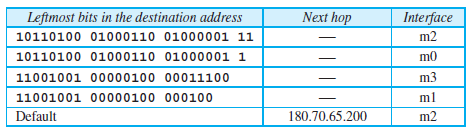 Leftmost bits in the destination address Next hop Interface
10110100 01000110 01000001 11 — m2
10110100 01000110 01000001 1 — m0
11001001 00000100 00011100 — m3
11001001 00000100 000100 — m1
Default 180.70.65.200 m2